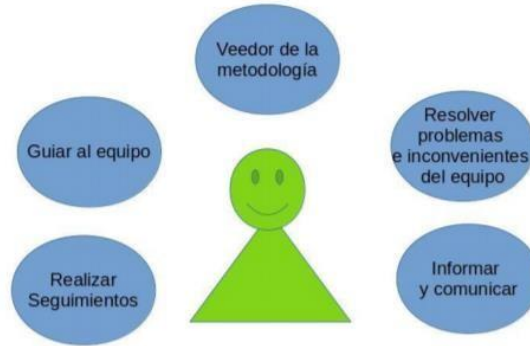 Veedor de la
metodología
Guiar al equipo
Resolver
problemas
e inconvenientes
del equipo
Realizar
Seguimientos
Informar
y comunicar